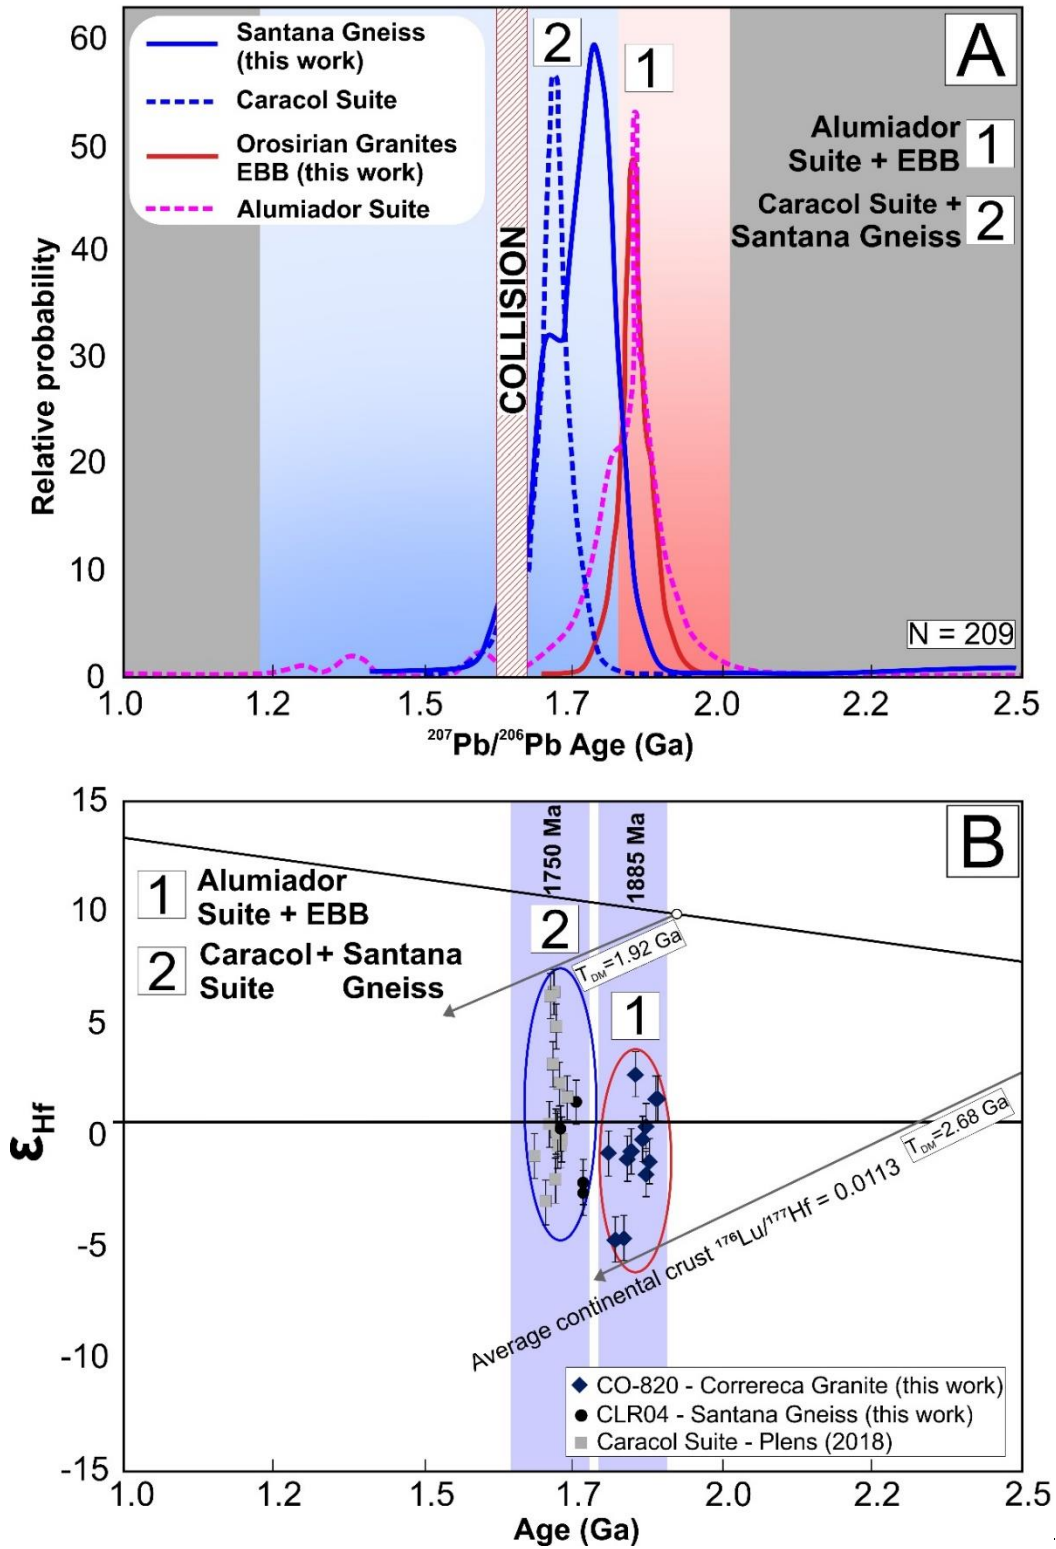 A
Santana Gneiss
(this work)
Caracol Suite
Orosirian Granites
EBB (this work)
Alumiador Suite
2
1
Alumiador
Suite + EBB
1
Caracol Suite +
Santana Gneiss
2
COLLISION
N = 209
Relative probability
60
50
40
30
20
10
0
1.0
1.2
1.5
1.7
2.0
2.2
2.5
²⁰⁷Pb/²⁰⁶Pb Age (Ga)
B
1750 Ma
1885 Ma
1
Alumiador
Suite + EBB
2
Caracol + Santana
Suite Gneiss
2
1
T_DM=1.92 Ga
T_DM=2.68 Ga
Average continental crust ¹⁷⁶Lu/¹⁷⁷Hf = 0.0113
CO-820 - Correreca Granite (this work)
CLR04 - Santana Gneiss (this work)
Caracol Suite - Plens (2018)
εHf
15
10
5
0
-5
-10
-15
1.0
1.2
1.5
1.7
2.0
2.2
2.5
Age (Ga)